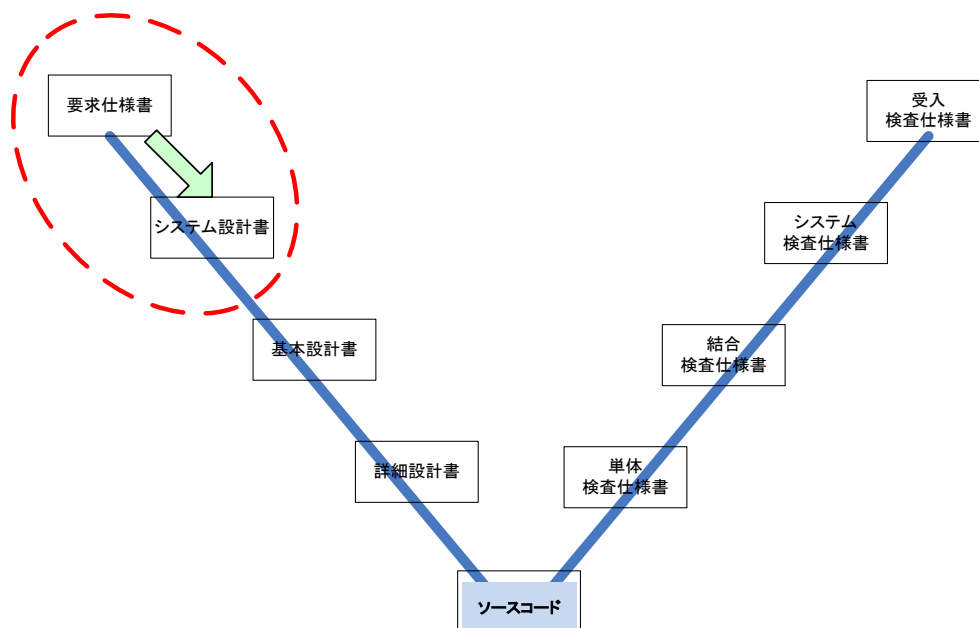 要求仕様書
受入
検査仕様書
システム設計書
システム
検査仕様書
基本設計書
結合
検査仕様書
詳細設計書
単体
検査仕様書
ソースコード